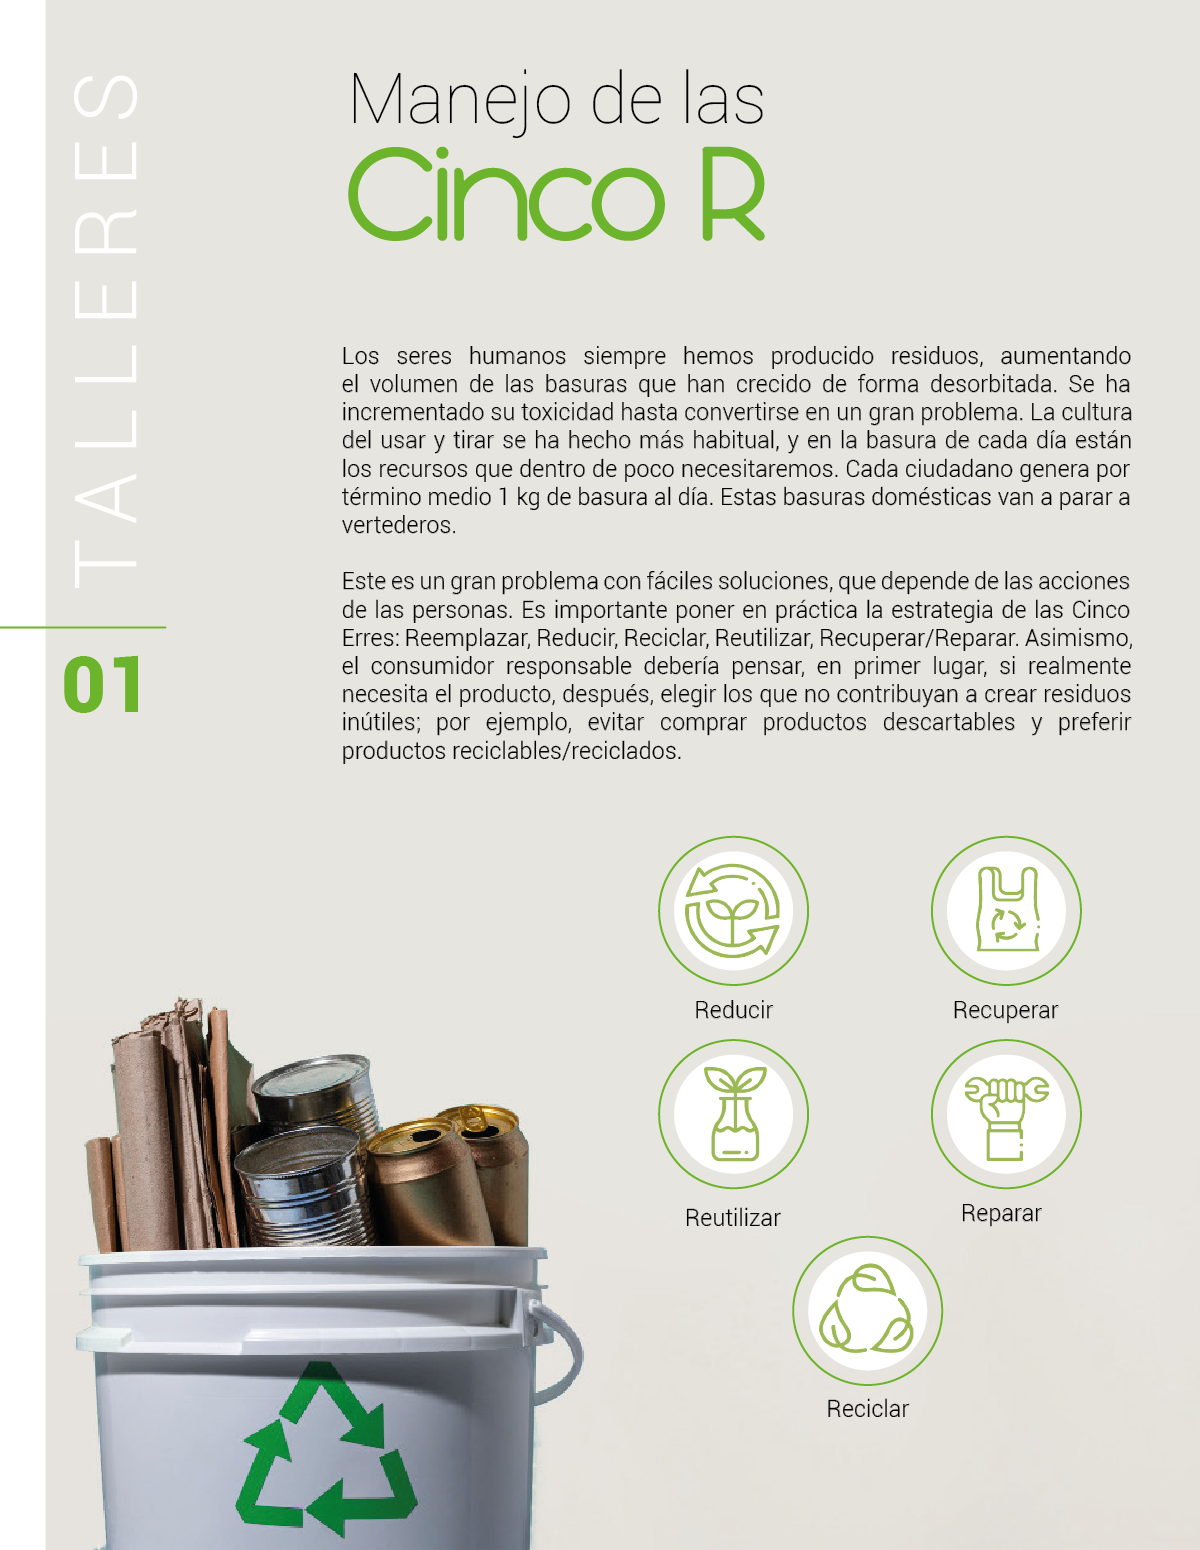 TALLERES
01
Manejo de las
Cinco R
Los seres humanos siempre hemos producido residuos, aumentando
el volumen de las basuras que han crecido de forma desorbitada. Se ha
incrementado su toxicidad hasta convertirse en un gran problema. La cultura
del usar y tirar se ha hecho más habitual, y en la basura de cada día están
los recursos que dentro de poco necesitaremos. Cada ciudadano genera por
término medio 1 kg de basura al día. Estas basuras domésticas van a parar a
vertederos.
Este es un gran problema con fáciles soluciones, que depende de las acciones
de las personas. Es importante poner en práctica la estrategia de las Cinco
Erres: Reemplazar, Reducir, Reciclar, Reutilizar, Recuperar/Reparar. Asimismo,
el consumidor responsable debería pensar, en primer lugar, si realmente
necesita el producto, después, elegir los que no contribuyan a crear residuos
inútiles; por ejemplo, evitar comprar productos descartables y preferir
productos reciclables/reciclados.
Reducir
Recuperar
Reutilizar
Reparar
Reciclar